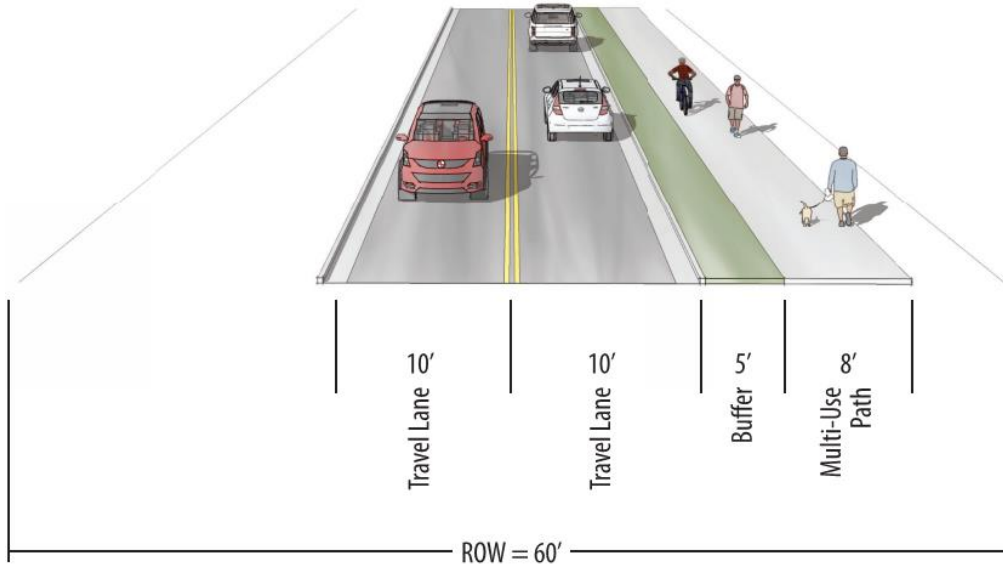 10′
Travel Lane
10′
Travel Lane
5′
Buffer
8′
Multi-Use
Path
ROW = 60′